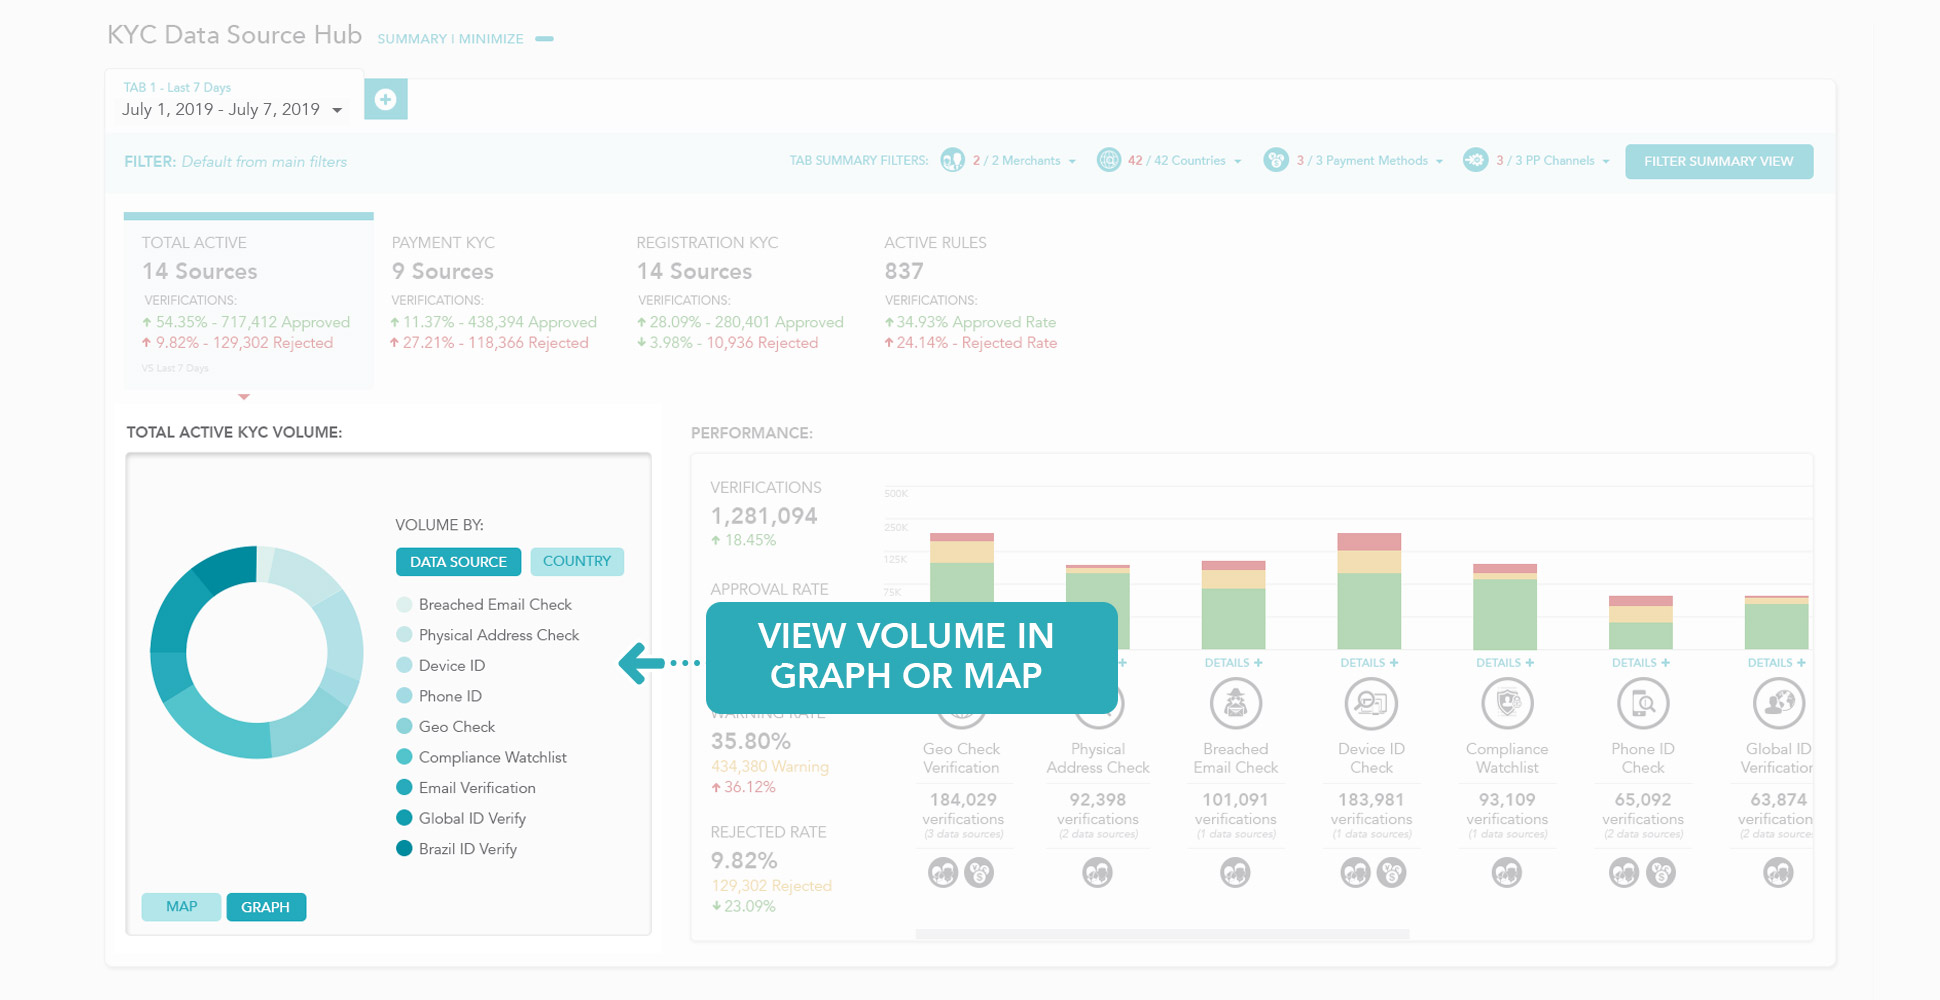 KYC Data Source Hub SUMMARY | MINIMIZE
TAB 1 - Last 7 Days
July 1, 2019 - July 7, 2019
FILTER: Default from main filters
TAB SUMMARY FILTERS: 2 / 2 Merchants 42 / 42 Countries 3 / 3 Payment Methods 3 / 3 PP Channels FILTER SUMMARY VIEW
TOTAL ACTIVE
14 Sources
VERIFICATIONS:
54.35% - 717,412 Approved
9.82% - 129,302 Rejected
VS Last 7 Days
PAYMENT KYC
9 Sources
VERIFICATIONS:
11.37% - 438,394 Approved
27.21% - 118,366 Rejected
REGISTRATION KYC
14 Sources
VERIFICATIONS:
28.09% - 280,401 Approved
3.98% - 10,936 Rejected
ACTIVE RULES
837
VERIFICATIONS:
34.93% Approved Rate
24.14% - Rejected Rate
TOTAL ACTIVE KYC VOLUME:
VOLUME BY:
DATA SOURCE COUNTRY
Breached Email Check
Physical Address Check
Device ID
Phone ID
Geo Check
Compliance Watchlist
Email Verification
Global ID Verify
Brazil ID Verify
MAP GRAPH
VIEW VOLUME IN
GRAPH OR MAP
PERFORMANCE:
VERIFICATIONS
1,281,094
18.45%
APPROVAL RATE
WARNING RATE
35.80%
434,380 Warning
36.12%
REJECTED RATE
9.82%
129,302 Rejected
23.09%
500K
250K
125K
75K
DETAILS DETAILS DETAILS DETAILS DETAILS
Geo Check
Verification
184,029
verifications
(3 data sources)
Physical
Address Check
92,398
verifications
(2 data sources)
Breached
Email Check
101,091
verifications
(1 data sources)
Device ID
Check
183,981
verifications
(1 data sources)
Compliance
Watchlist
93,109
verifications
(1 data sources)
Phone ID
Check
65,092
verifications
(2 data sources)
Global ID
Verification
63,874
verification
(2 data source